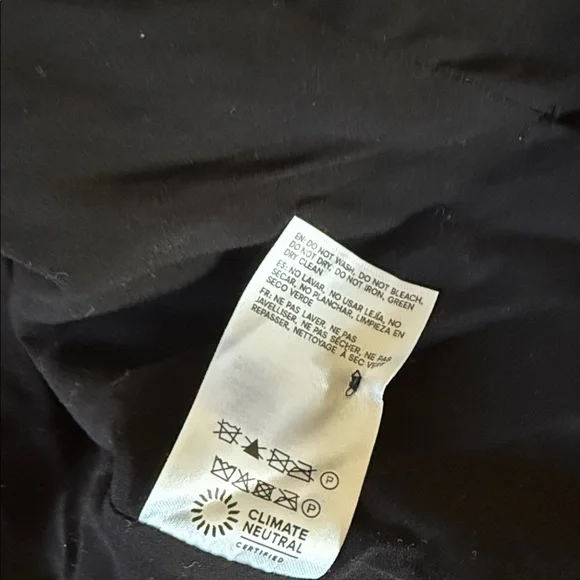 EN: DO NOT WASH, DO NOT BLEACH,
DO NOT DRY, DO NOT IRON, GREEN
DRY CLEAN
ES: NO LAVAR, NO USAR LEJÍA, NO
SECAR, NO PLANCHAR, LIMPIEZA EN
SECO VERDE
FR: NE PAS LAVER, NE PAS
JAVELLISER, NE PAS SÉCHER, NE PAS
REPASSER, NETTOYAGE À SEC
P
P
CLIMATE
NEUTRAL
CERTIFIED